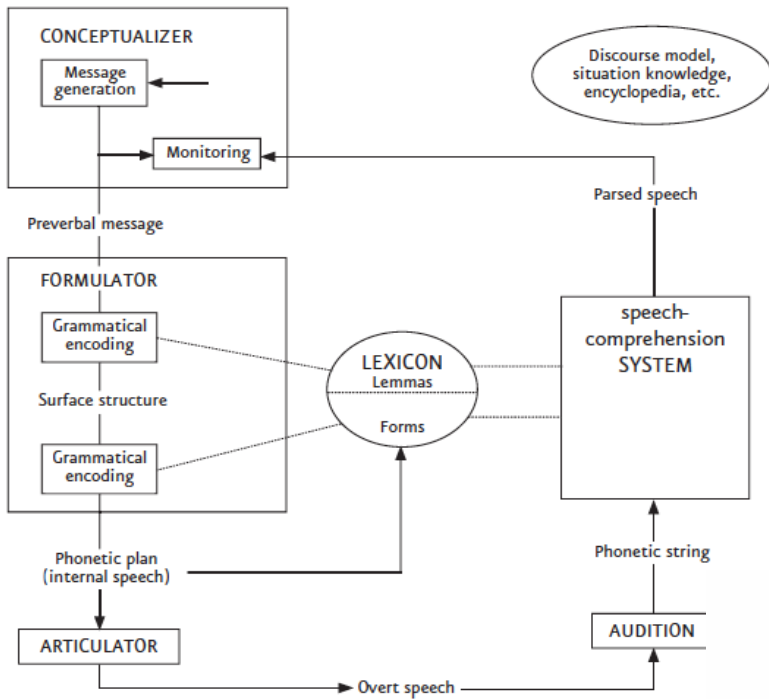 CONCEPTUALIZER
Message
generation
Monitoring
Discourse model,
situation knowledge,
encyclopedia, etc.
Parsed speech
Preverbal message
FORMULATOR
Grammatical
encoding
Surface structure
Grammatical
encoding
LEXICON
Lemmas
Forms
speech-
comprehension
SYSTEM
Phonetic plan
(internal speech)
Phonetic string
ARTICULATOR
AUDITION
Overt speech